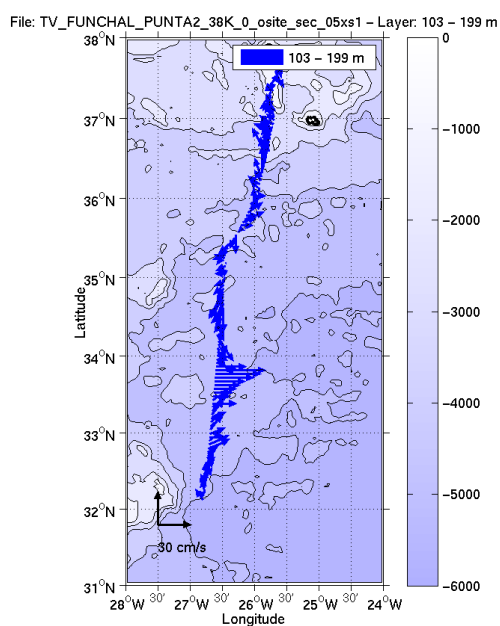 File: TV_FUNCHAL_PUNTA2_38K_0_osite_sec_05xs1 – Layer: 103 – 199 m
103 – 199 m
38°N
37°N
36°N
35°N
34°N
33°N
32°N
31°N
Latitude
30 cm/s
28°W 30' 27°W 30' 26°W 30' 25°W 30' 24°W
Longitude
0
−1000
−2000
−3000
−4000
−5000
−6000